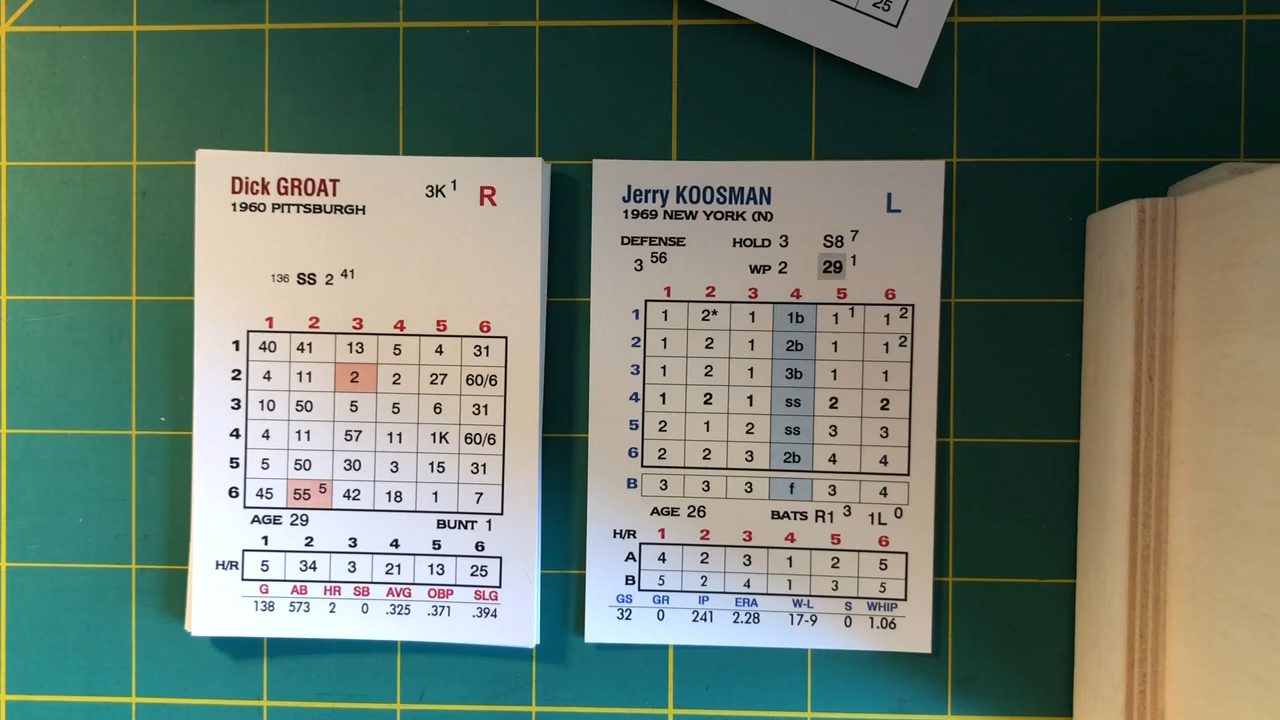 25
Dick GROAT 3K 1 R
1960 PITTSBURGH
136 SS 2 41
1 2 3 4 5 6
1 40 41 13 5 4 31
2 4 11 2 2 27 60/6
3 10 50 5 5 6 31
4 4 11 57 11 1K 60/6
5 5 50 30 3 15 31
6 45 55 5 42 18 1 7
AGE 29 BUNT 1
1 2 3 4 5 6
H/R 5 34 3 21 13 25
G AB HR SB AVG OBP SLG
138 573 2 0 .325 .371 .394
Jerry KOOSMAN L
1969 NEW YORK (N)
DEFENSE HOLD 3 S8 7
3 56 WP 2 29 1
1 2 3 4 5 6
1 1 2* 1 1b 1 1 1 2
2 1 2 1 2b 1 1 2
3 1 2 1 3b 1 1
4 1 2 1 ss 2 2
5 2 1 2 ss 3 3
6 2 2 3 2b 4 4
B 3 3 3 f 3 4
AGE 26 BATS R1 3 1L 0
H/R 1 2 3 4 5 6
A 4 2 3 1 2 5
B 5 2 4 1 3 5
GS GR IP ERA W-L S WHIP
32 0 241 2.28 17-9 0 1.06